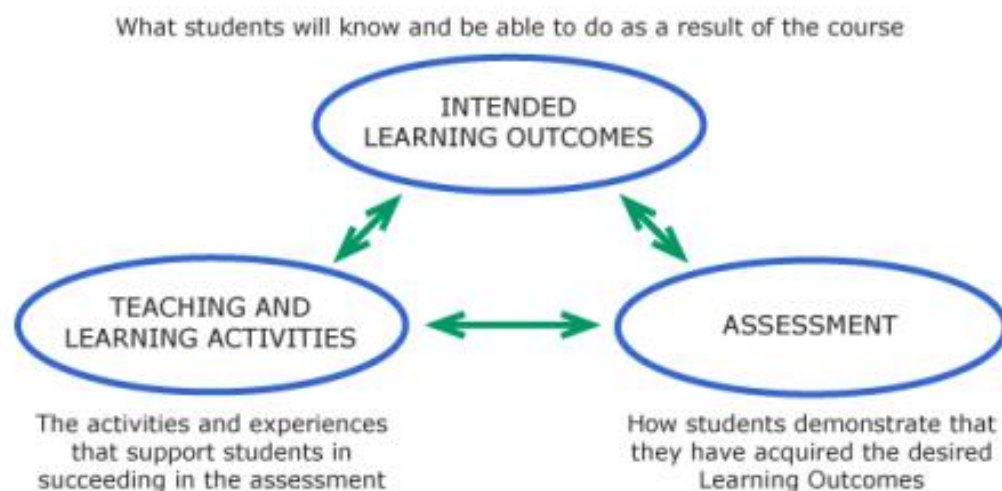 What students will know and be able to do as a result of the course
INTENDED
LEARNING OUTCOMES
TEACHING AND
LEARNING ACTIVITIES
ASSESSMENT
The activities and experiences
that support students in
succeeding in the assessment
How students demonstrate that
they have acquired the desired
Learning Outcomes